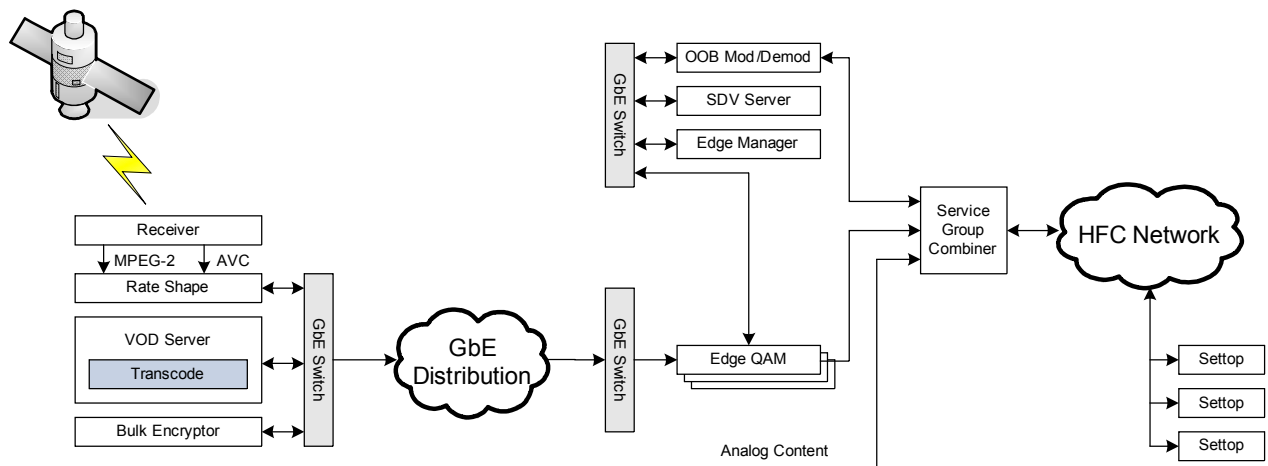 OOB Mod/Demod
SDV Server
Edge Manager
GbE Switch
Receiver
MPEG-2
AVC
Rate Shape
VOD Server
Transcode
Bulk Encryptor
GbE Switch
GbE
Distribution
GbE Switch
Edge QAM
Analog Content
Service
Group
Combiner
HFC Network
Settop
Settop
Settop